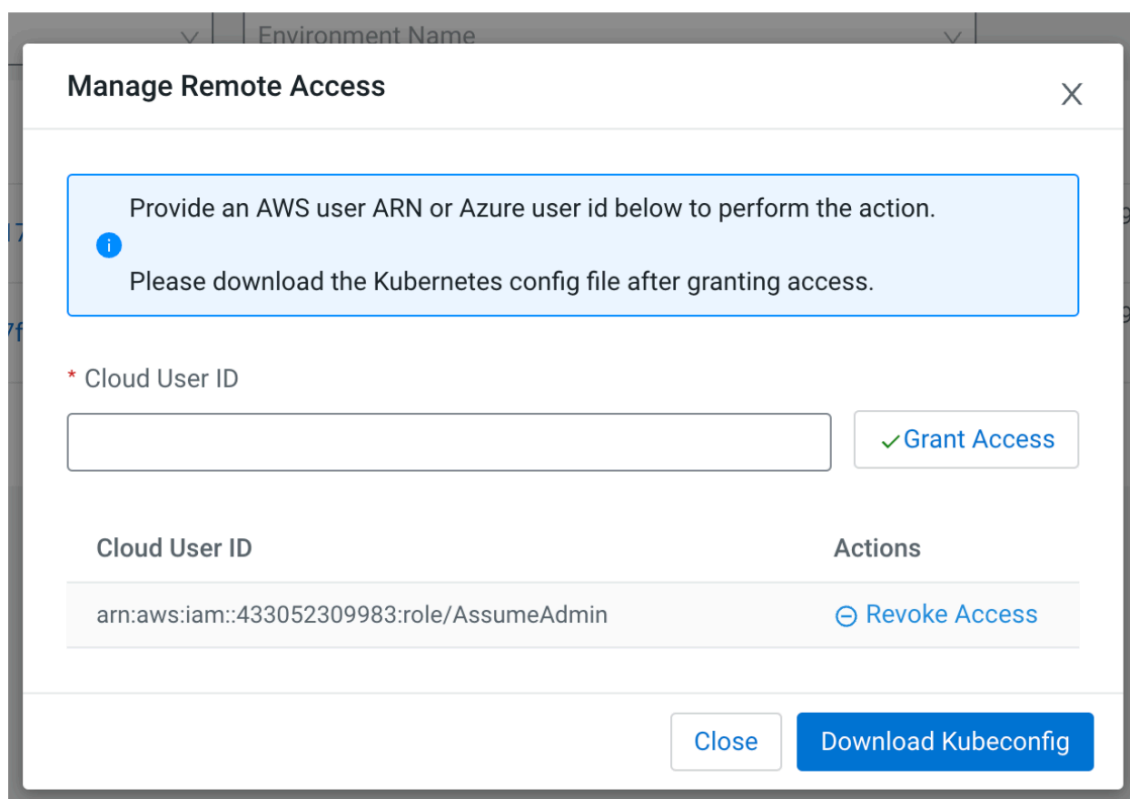 Environment Name
Manage Remote Access
Provide an AWS user ARN or Azure user id below to perform the action.
Please download the Kubernetes config file after granting access.
* Cloud User ID
Grant Access
Cloud User ID Actions
arn:aws:iam::433052309983:role/AssumeAdmin Revoke Access
Close Download Kubeconfig